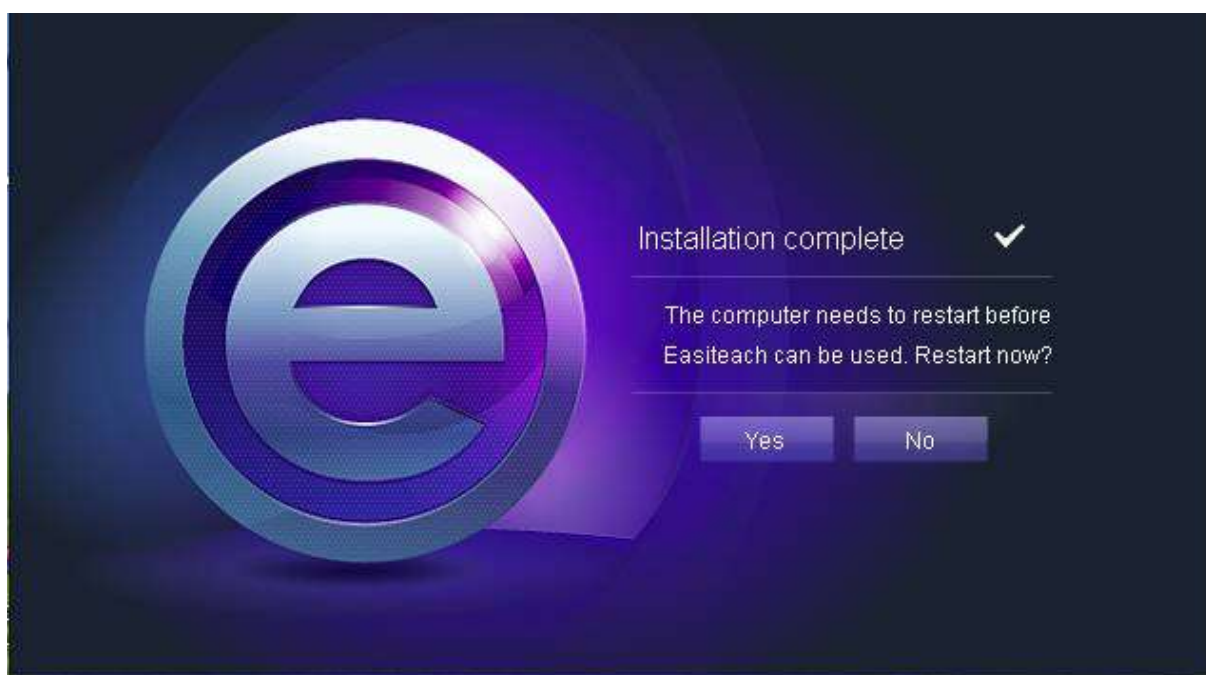 e
Installation complete
The computer needs to restart before
Easiteach can be used. Restart now?
Yes No